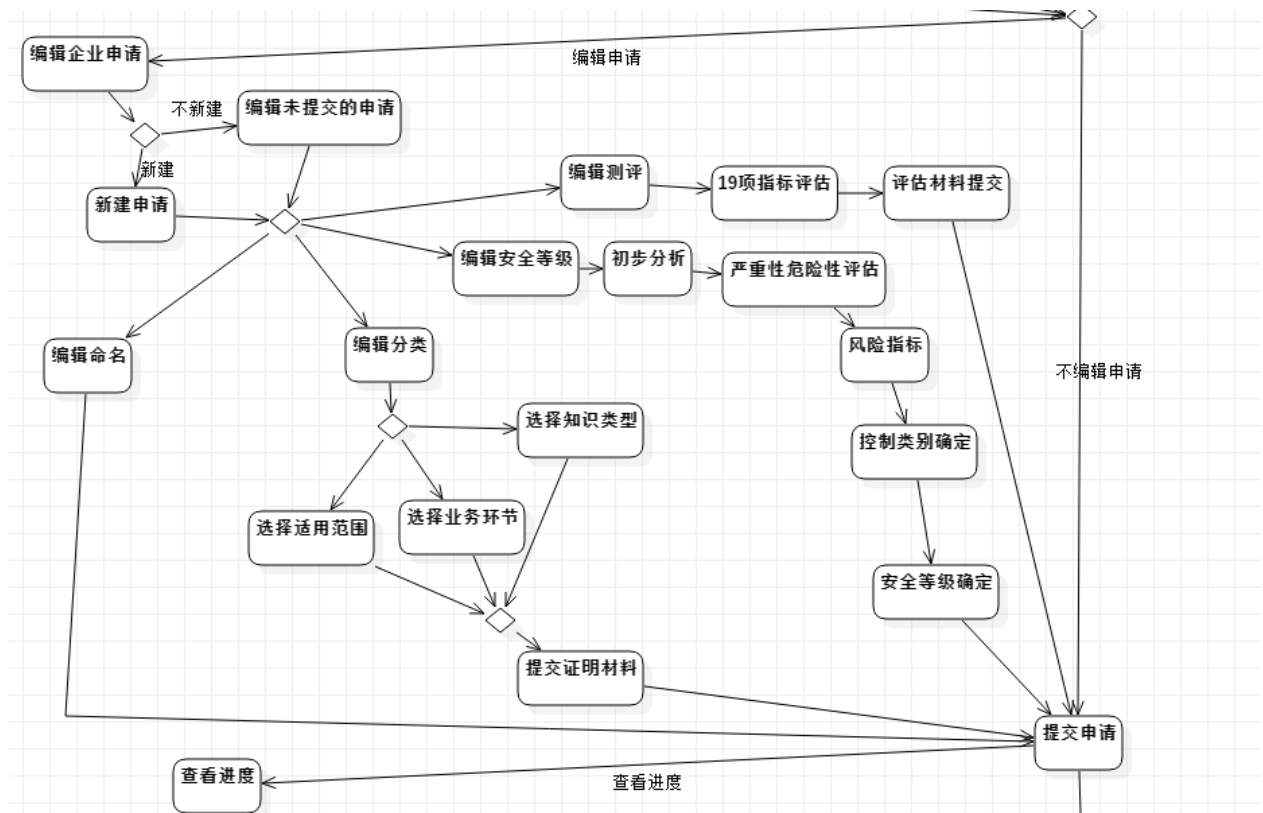 编辑企业申请
编辑申请
不新建
编辑未提交的申请
新建
新建申请
编辑测评
19项指标评估
评估材料提交
编辑安全等级
初步分析
严重性危险性评估
编辑命名
编辑分类
风险指标
不编辑申请
选择知识类型
控制类别确定
选择适用范围
选择业务环节
安全等级确定
提交证明材料
提交申请
查看进度
查看进度